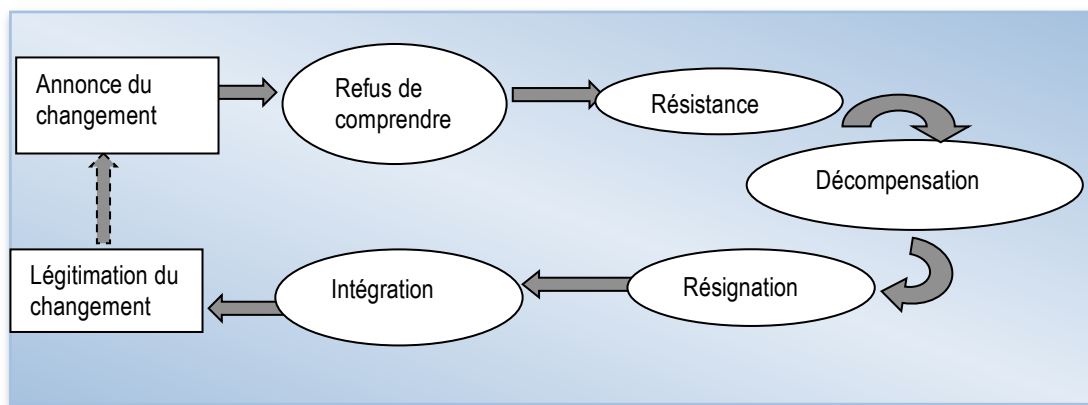 Annonce du
changement
Refus de
comprendre
Résistance
Décompensation
Résignation
Intégration
Légitimation du
changement